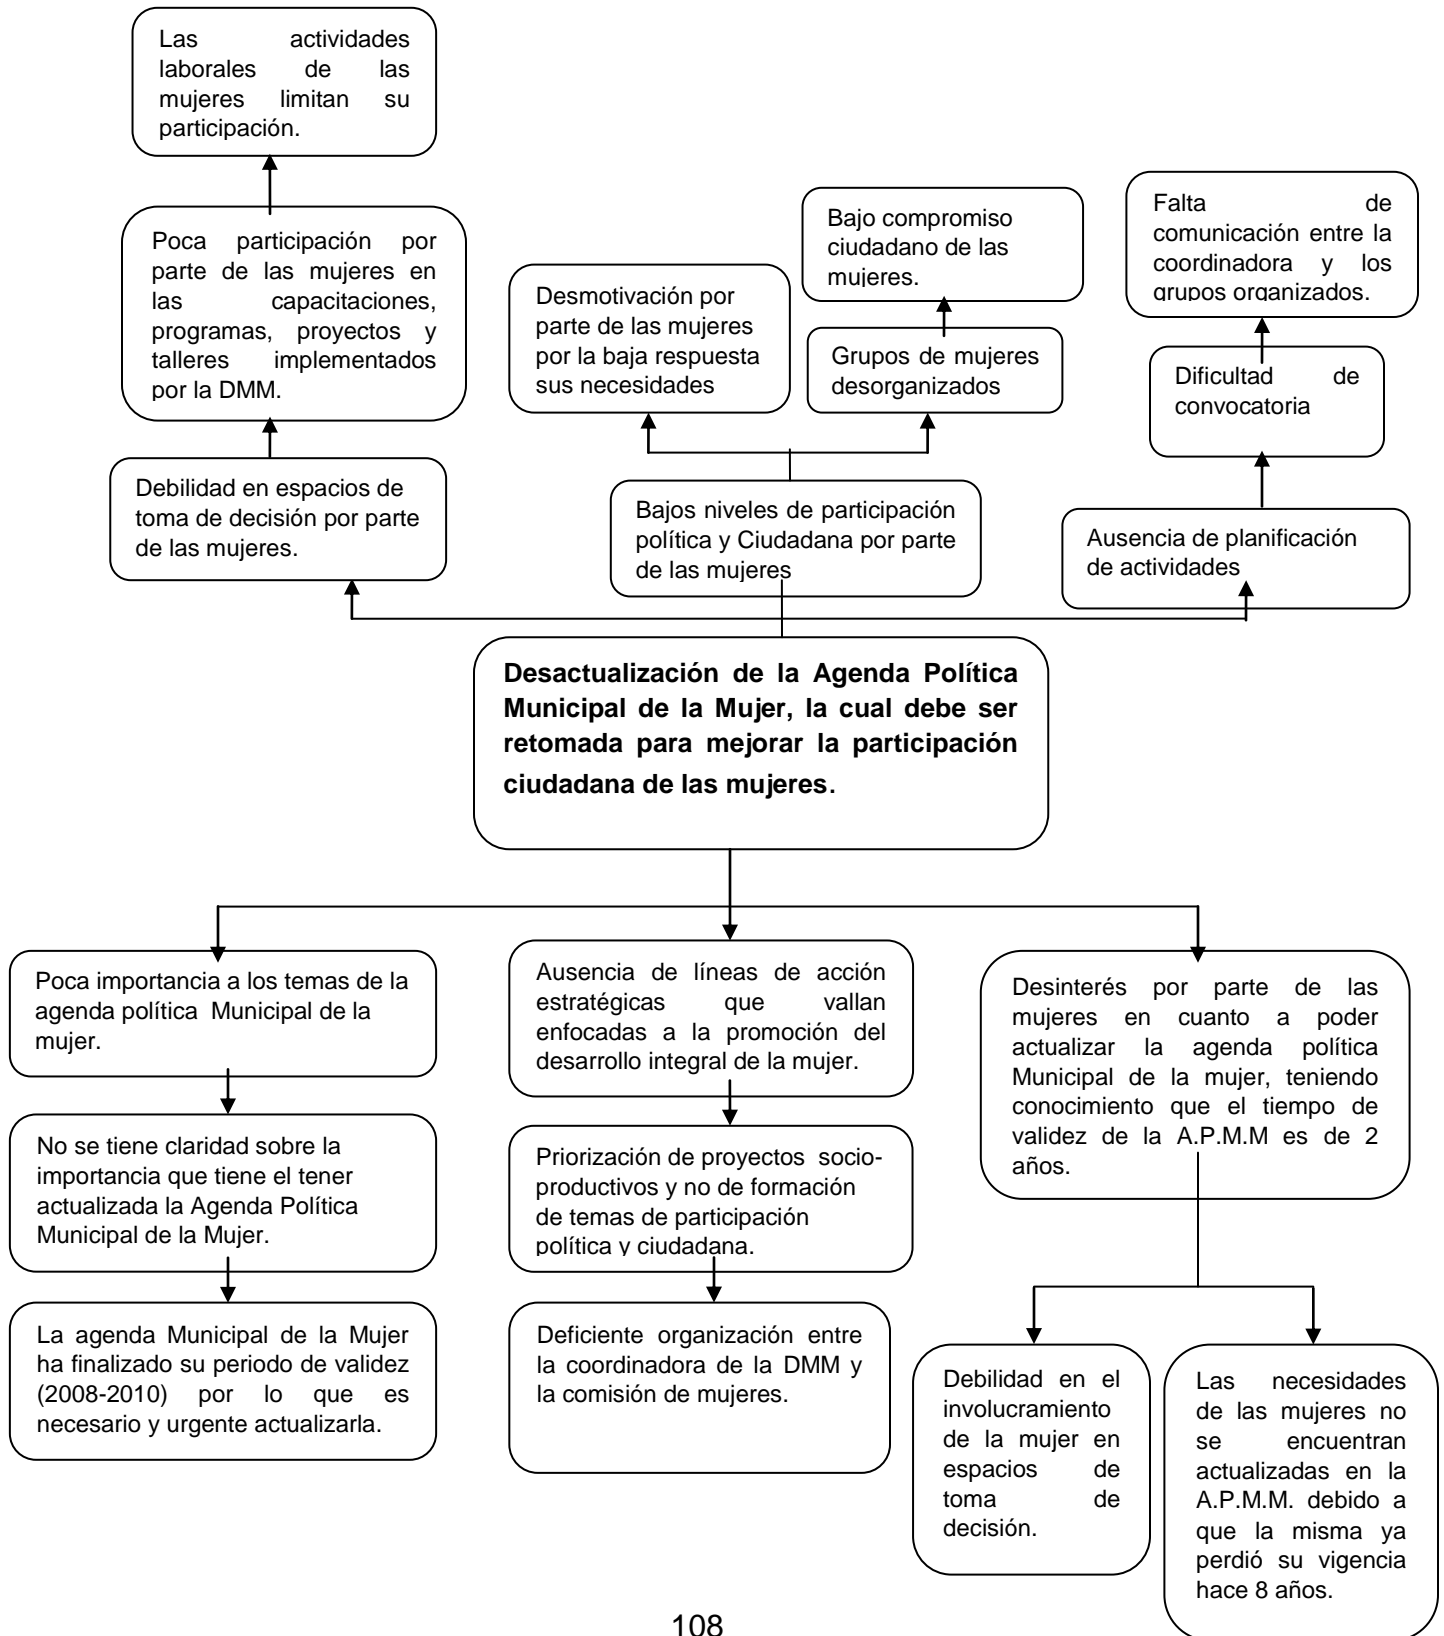 Las actividades
laborales de las
mujeres limitan su
participación.
Poca participación por
parte de las mujeres en
las capacitaciones,
programas, proyectos y
talleres implementados
por la DMM.
Debilidad en espacios de
toma de decisión por parte
de las mujeres.
Desmotivación por
parte de las mujeres
por la baja respuesta
sus necesidades
Bajo compromiso
ciudadano de las
mujeres.
Grupos de mujeres
desorganizados
Bajos niveles de participación
política y Ciudadana por parte
de las mujeres
Falta de
comunicación entre la
coordinadora y los
grupos organizados.
Dificultad de
convocatoria
Ausencia de planificación
de actividades
Desactualización de la Agenda Política
Municipal de la Mujer, la cual debe ser
retomada para mejorar la participación
ciudadana de las mujeres.
Poca importancia a los temas de la
agenda política Municipal de la
mujer.
No se tiene claridad sobre la
importancia que tiene el tener
actualizada la Agenda Política
Municipal de la Mujer.
La agenda Municipal de la Mujer
ha finalizado su periodo de validez
(2008-2010) por lo que es
necesario y urgente actualizarla.
Ausencia de líneas de acción
estratégicas que vallan
enfocadas a la promoción del
desarrollo integral de la mujer.
Priorización de proyectos socio-
productivos y no de formación
de temas de participación
política y ciudadana.
Deficiente organización entre
la coordinadora de la DMM y
la comisión de mujeres.
Desinterés por parte de las
mujeres en cuanto a poder
actualizar la agenda política
Municipal de la mujer, teniendo
conocimiento que el tiempo de
validez de la A.P.M.M es de 2
años.
Debilidad en el
involucramiento
de la mujer en
espacios de
toma de
decisión.
Las necesidades
de las mujeres no
se encuentran
actualizadas en la
A.P.M.M. debido a
que la misma ya
perdió su vigencia
hace 8 años.
108